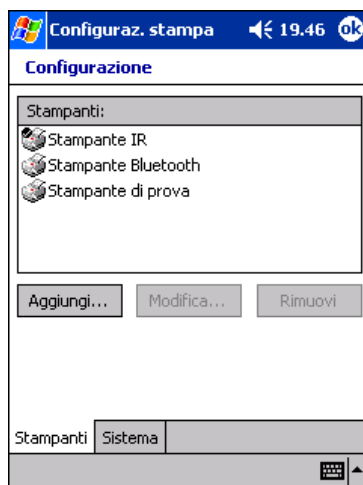 Configuraz. stampa 19.46 ok
Configurazione
Stampanti:
Stampante IR
Stampante Bluetooth
Stampante di prova
Aggiungi... Modifica... Rimuovi
Stampanti Sistema